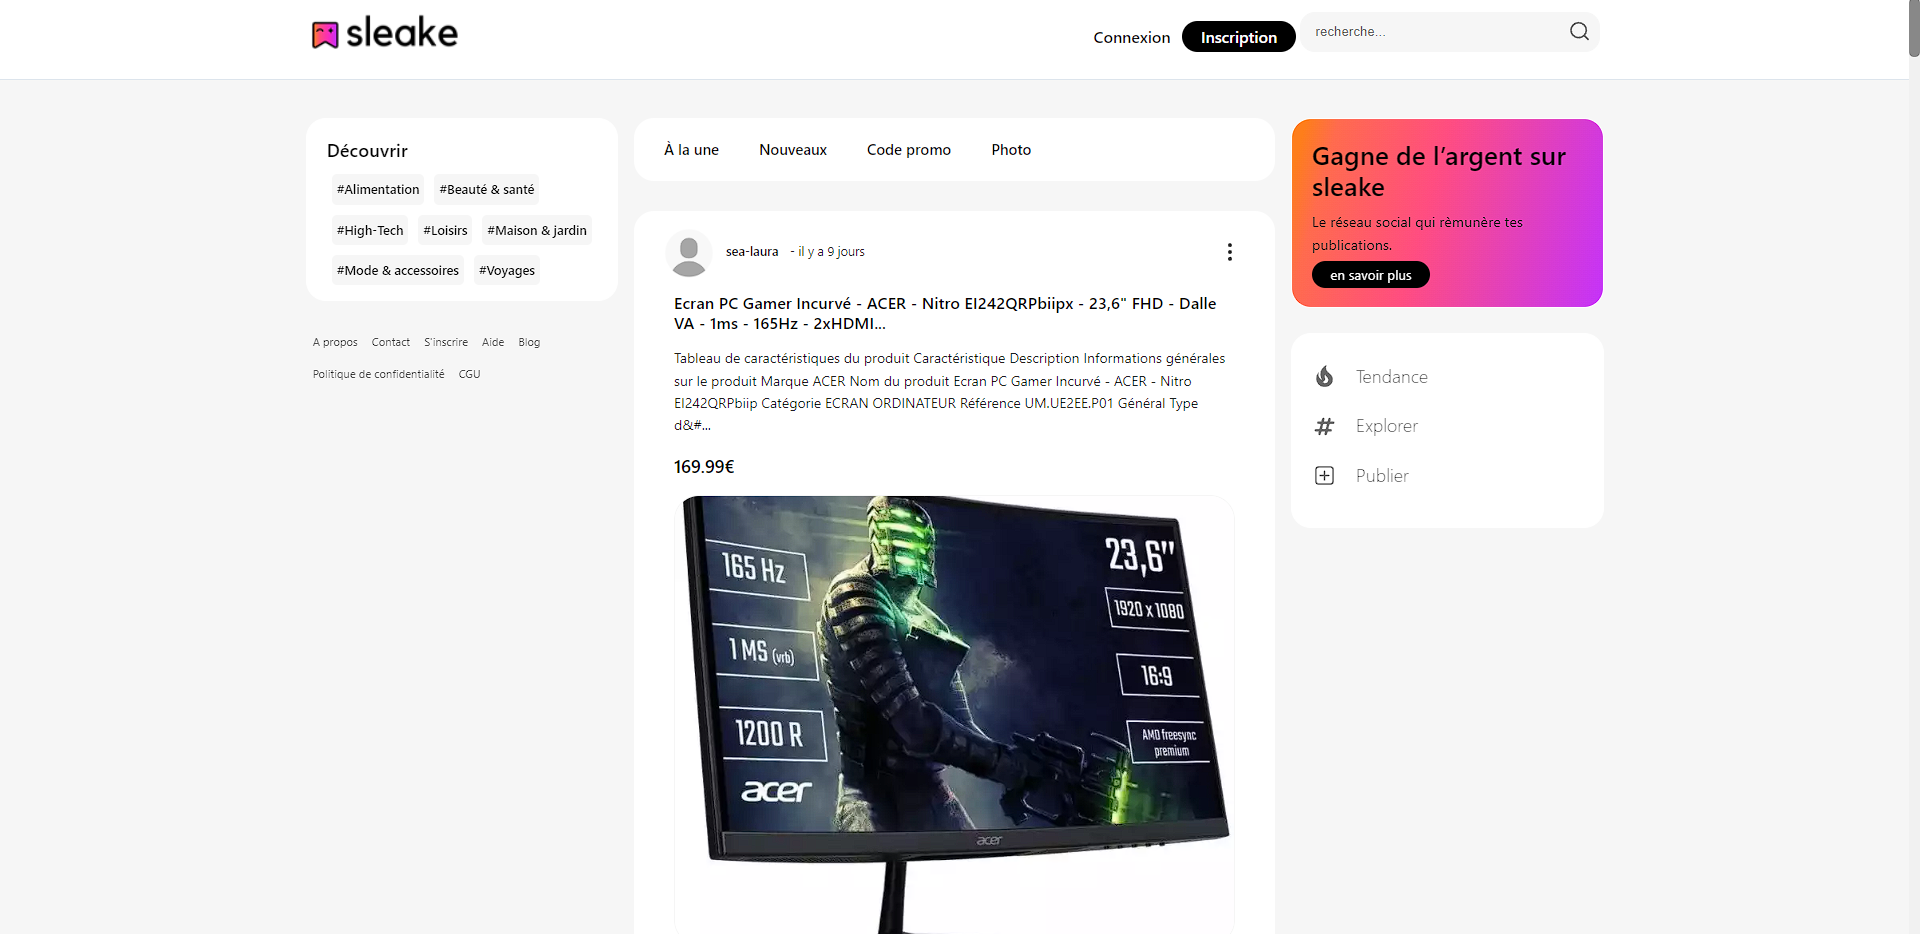 sleake
Connexion
Inscription
recherche...
Découvrir
#Alimentation
#Beauté & santé
#High-Tech
#Loisirs
#Maison & jardin
#Mode & accessoires
#Voyages
A propos
Contact
S'inscrire
Aide
Blog
Politique de confidentialité
CGU
À la une
Nouveaux
Code promo
Photo
sea-laura - il y a 9 jours
Ecran PC Gamer Incurvé - ACER - Nitro EI242QRPbiipx - 23,6" FHD - Dalle
VA - 1ms - 165Hz - 2xHDMI...
Tableau de caractéristiques du produit Caractéristique Description Informations générales
sur le produit Marque ACER Nom du produit Ecran PC Gamer Incurvé - ACER - Nitro
EI242QRPbiip Catégorie ECRAN ORDINATEUR Référence UM.UE2EE.P01 Général Type
d&#...
169.99€
165 Hz
1 MS (vrb)
1200 R
acer
23,6"
1920 x 1080
16:9
AMD freesync
premium
acer
Gagne de l’argent sur
sleake
Le réseau social qui rèmunère tes
publications.
en savoir plus
Tendance
Explorer
Publier